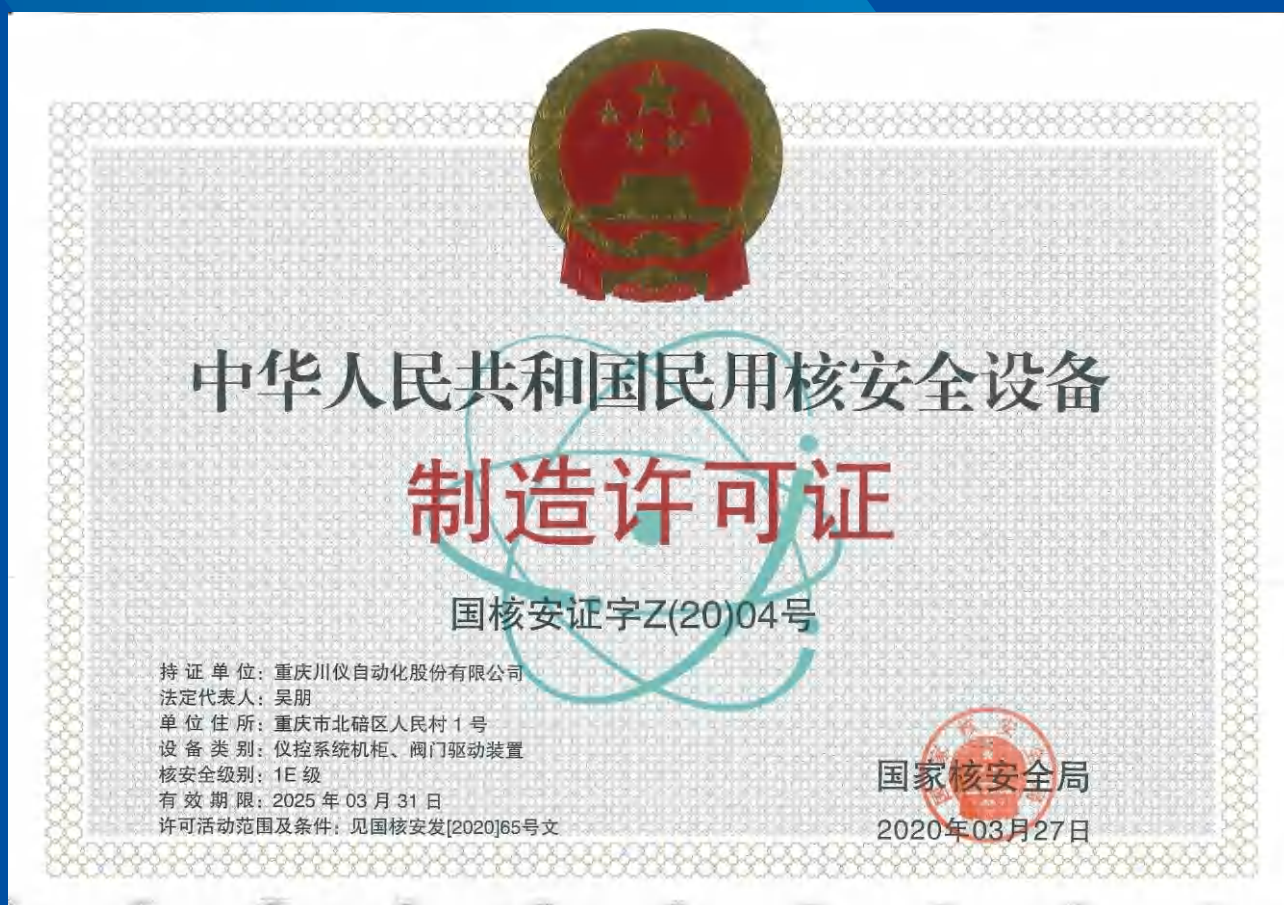 中华人民共和国民用核安全设备
制造许可证
国核安证字Z(20)04号
持证单位：重庆川仪自动化股份有限公司
法定代表人：吴朋
单位住所：重庆市北碚区人民村1号
设备类别：仪控系统机柜、阀门驱动装置
核安全级别：1E 级
有效期限：2025 年 03 月 31 日
许可活动范围及条件：见国核安发[2020]65号文
国家核安全局
国家核安全局
2020年03月27日